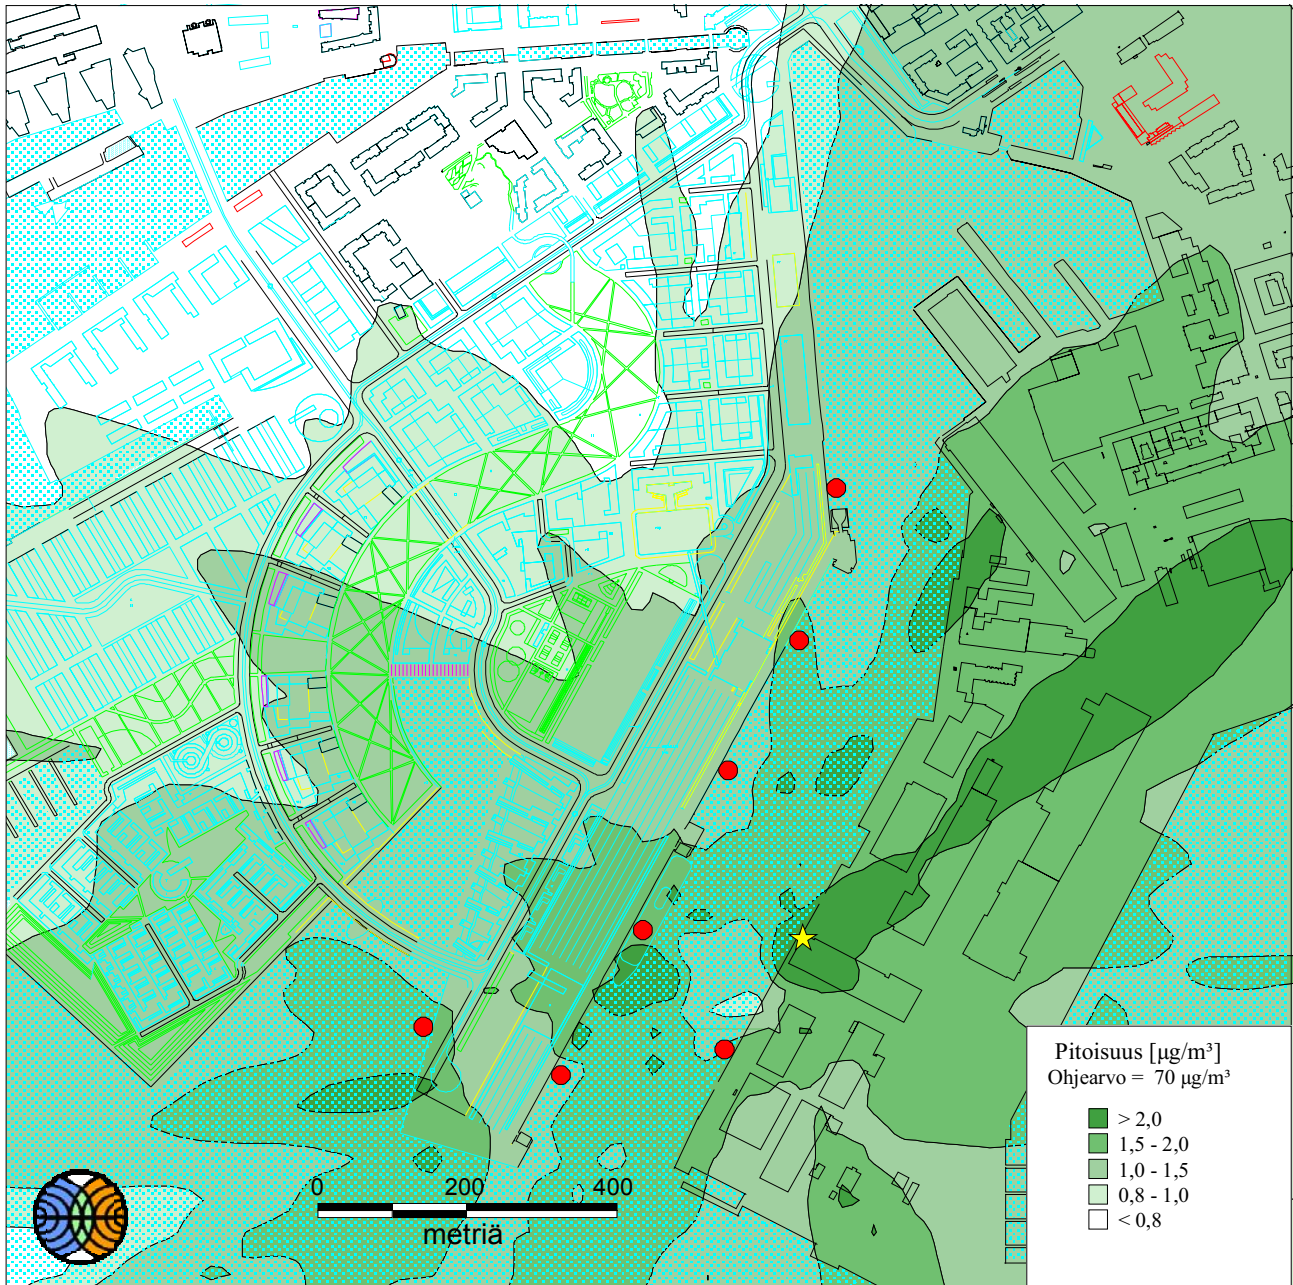 Pitoisuus [µg/m³]
Ohjearvo = 70 µg/m³
> 2,0
1,5 - 2,0
1,0 - 1,5
0,8 - 1,0
< 0,8
0 200 400
metriä